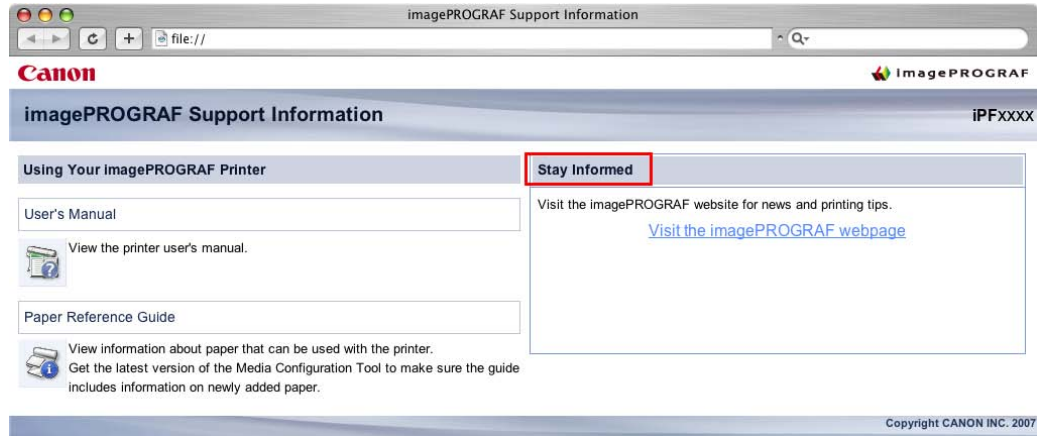 imagePROGRAF Support Information
file://
Canon
imagePROGRAF
imagePROGRAF Support Information
iPFxxxx
Using Your imagePROGRAF Printer
User's Manual
View the printer user's manual.
Paper Reference Guide
View information about paper that can be used with the printer.
Get the latest version of the Media Configuration Tool to make sure the guide
includes information on newly added paper.
Stay Informed
Visit the imagePROGRAF website for news and printing tips.
Visit the imagePROGRAF webpage
Copyright CANON INC. 2007